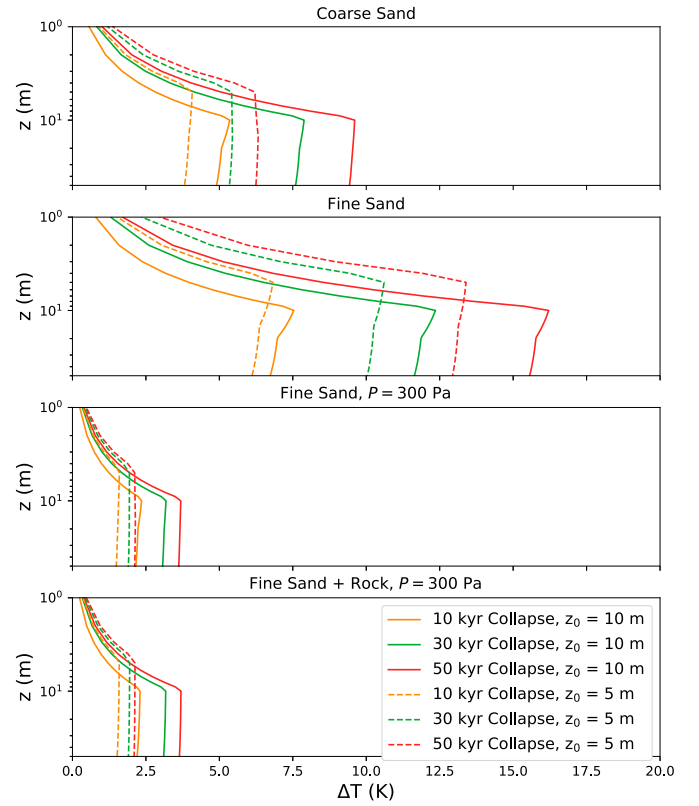 Coarse Sand
10⁰
z (m)
10¹
Fine Sand
10⁰
z (m)
10¹
Fine Sand, P = 300 Pa
10⁰
z (m)
10¹
Fine Sand + Rock, P = 300 Pa
10⁰
z (m)
10¹
10 kyr Collapse, z₀ = 10 m
30 kyr Collapse, z₀ = 10 m
50 kyr Collapse, z₀ = 10 m
10 kyr Collapse, z₀ = 5 m
30 kyr Collapse, z₀ = 5 m
50 kyr Collapse, z₀ = 5 m
0.0 2.5 5.0 7.5 10.0 12.5 15.0 17.5 20.0
ΔT (K)